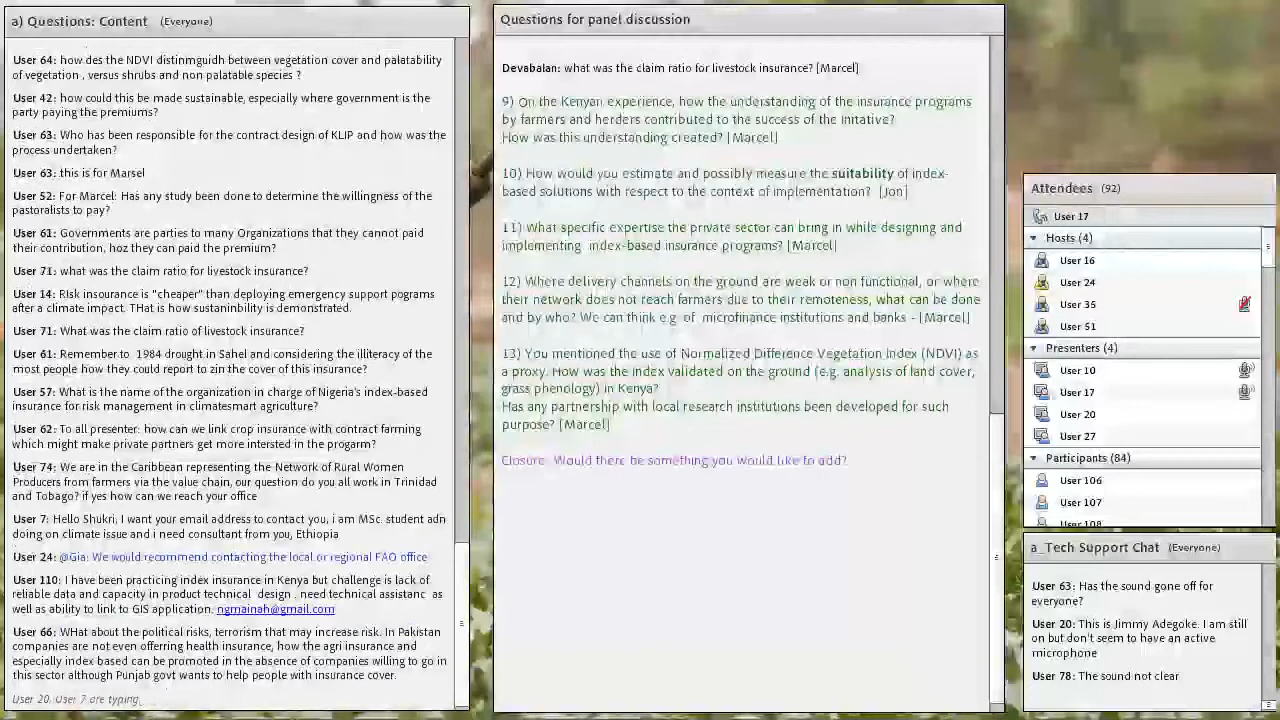 a) Questions: Content (Everyone)
User 64: how des the NDVI distinmguidh between vegetation cover and palatability
of vegetation , versus shrubs and non palatable species ?
User 42: how could this be made sustainable, especially where government is the
party paying the premiums?
User 63: Who has been responsible for the contract design of KLIP and how was the
process undertaken?
User 63: this is for Marsel
User 52: For Marcel: Has any study been done to determine the willingness of the
pastoralists to pay?
User 61: Governments are parties to many Organizations that they cannot paid
their contribution, hoz they can paid the premium?
User 71: what was the claim ratio for livestock insurance?
User 14: Risk insurance is "cheaper" than deploying emergency support pograms
after a climate impact. THat is how sustaninbility is demonstrated.
User 71: What was the claim ratio of livestock insurance?
User 61: Remember to 1984 drought in Sahel and considering the illiteracy of the
most people how they could report to zin the cover of this insurance?
User 57: What is the name of the organization in charge of Nigeria's index-based
insurance for risk management in climatesmart agriculture?
User 62: To all presenter: how can we link crop insurance with contract farming
which might make private partners get more intersted in the progarm?
User 74: We are in the Caribbean representing the Network of Rural Women
Producers from farmers via the value chain, our question do you all work in Trinidad
and Tobago? if yes how can we reach your office
User 7: Hello Shukri, I want your email address to contact you, i am MSc. student adn
doing on climate issue and i need consultant from you, Ethiopia
User 24: @Gia: We would recommend contacting the local or regional FAO office
User 110: I have been practicing index insurance in Kenya but challenge is lack of
reliable data and capacity in product technical design . need technical assistanc as
well as ability to link to GIS application. ngmainah@gmail.com
User 66: WHat about the political risks, terrorism that may increase risk. In Pakistan
companies are not even offerring health insurance, how the agri insurance and
especially index based can be promoted in the absence of companies willing to go in
this sector although Punjab govt wants to help people with insurance cover.
User 20, User 7 are typing
Questions for panel discussion
Devabalan: what was the claim ratio for livestock insurance? [Marcel]
9) On the Kenyan experience, how the understanding of the insurance programs
by farmers and herders contributed to the success of the initative?
How was this understanding created? [Marcel]
10) How would you estimate and possibly measure the suitability of index-
based solutions with respect to the context of implementation? [Jon]
11) What specific expertise the private sector can bring in while designing and
implementing index-based insurance programs? [Marcel]
12) Where delivery channels on the ground are weak or non functional, or where
their network does not reach farmers due to their remoteness, what can be done
and by who? We can think e.g. of microfinance institutions and banks - [Marcel]
13) You mentioned the use of Normalized Difference Vegetation Index (NDVI) as
a proxy. How was the index validated on the ground (e.g. analysis of land cover,
grass phenology) in Kenya?
Has any partnership with local research institutions been developed for such
purpose? [Marcel]
Closure: Would there be something you would like to add?
Attendees (92)
User 17
Hosts (4)
User 16
User 24
User 35
User 51
Presenters (4)
User 10
User 17
User 20
User 27
Participants (84)
User 106
User 107
User 108
a_Tech Support Chat (Everyone)
User 63: Has the sound gone off for
everyone?
User 20: This is Jimmy Adegoke. I am still
on but don't seem to have an active
microphone
User 78: The sound not clear